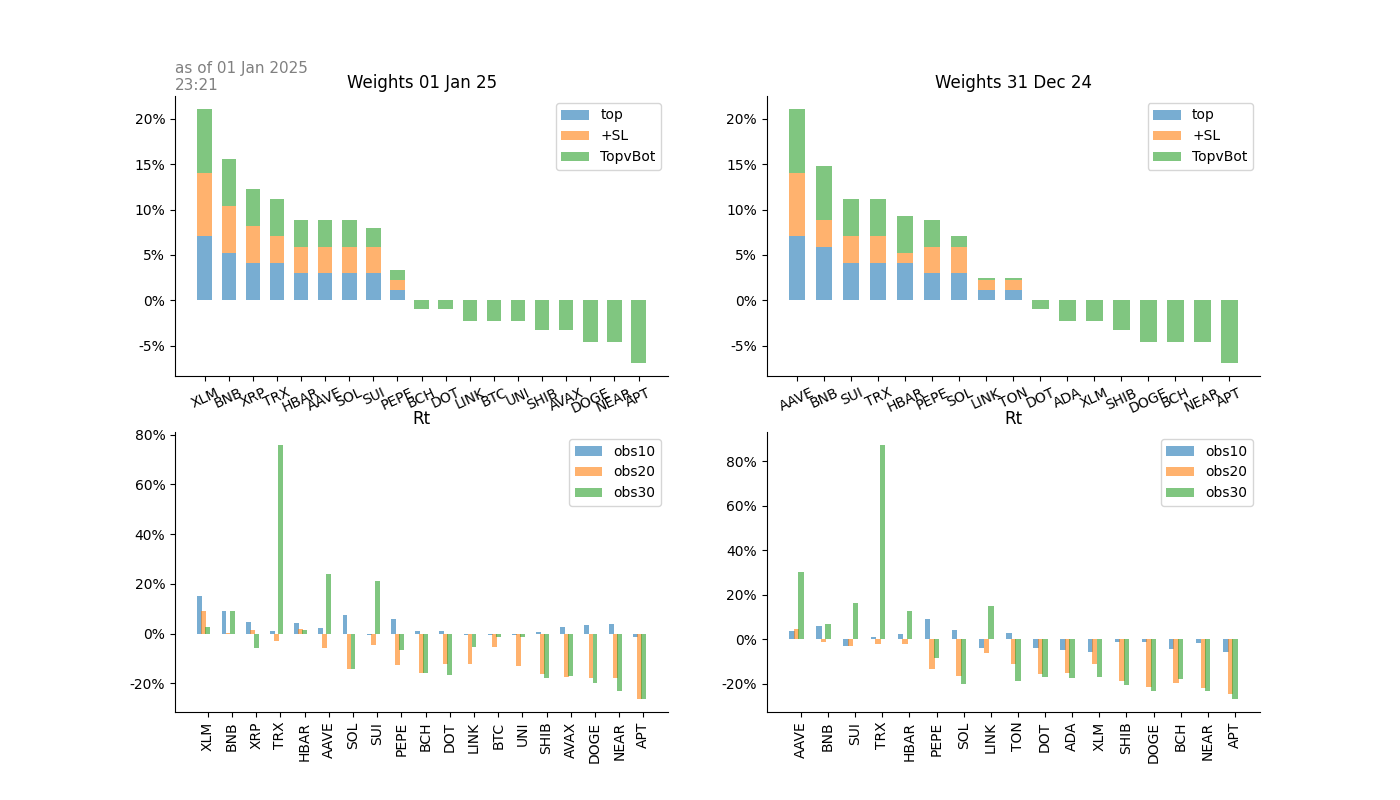 as of 01 Jan 2025
23:21
Weights 01 Jan 25
20%
15%
10%
5%
0%
-5%
top
+SL
TopvBot
XLM BNB XRP TRX HBAR AAVE SOL SUI PEPE BCH DOT LINK BTC UNI SHIB AVAX DOGE NEAR APT
Weights 31 Dec 24
20%
15%
10%
5%
0%
-5%
top
+SL
TopvBot
AAVE BNB SUI TRX HBAR PEPE SOL LINK TON DOT ADA XLM SHIB DOGE BCH NEAR APT
Rt
80%
60%
40%
20%
0%
-20%
obs10
obs20
obs30
XLM BNB XRP TRX HBAR AAVE SOL SUI PEPE BCH DOT LINK BTC UNI SHIB AVAX DOGE NEAR APT
Rt
80%
60%
40%
20%
0%
-20%
obs10
obs20
obs30
AAVE BNB SUI TRX HBAR PEPE SOL LINK TON DOT ADA XLM SHIB DOGE BCH NEAR APT